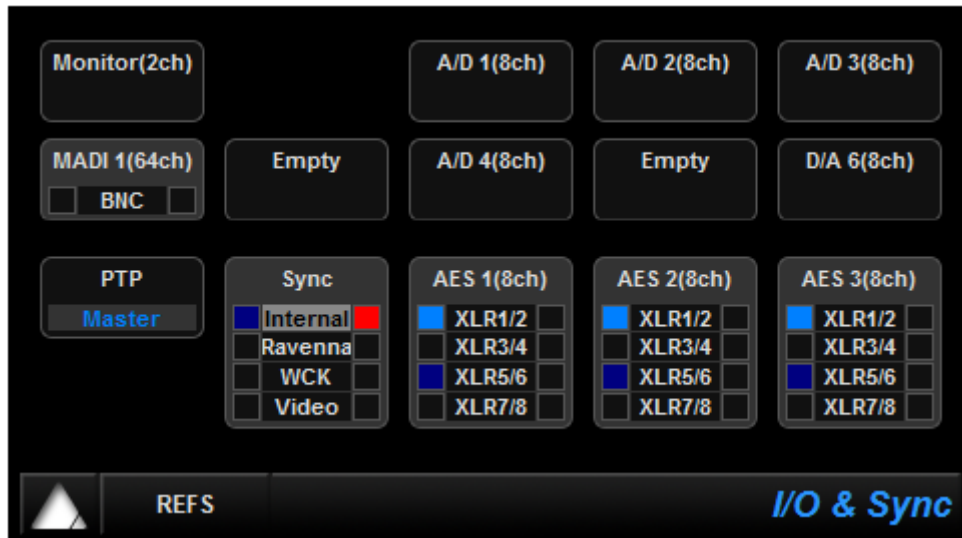 Monitor(2ch)
A/D 1(8ch)
A/D 2(8ch)
A/D 3(8ch)
MADI 1(64ch)
BNC
Empty
A/D 4(8ch)
Empty
D/A 6(8ch)
PTP
Master
Sync
Internal
Ravenna
WCK
Video
AES 1(8ch)
XLR1/2
XLR3/4
XLR5/6
XLR7/8
AES 2(8ch)
XLR1/2
XLR3/4
XLR5/6
XLR7/8
AES 3(8ch)
XLR1/2
XLR3/4
XLR5/6
XLR7/8
REFS
I/O & Sync